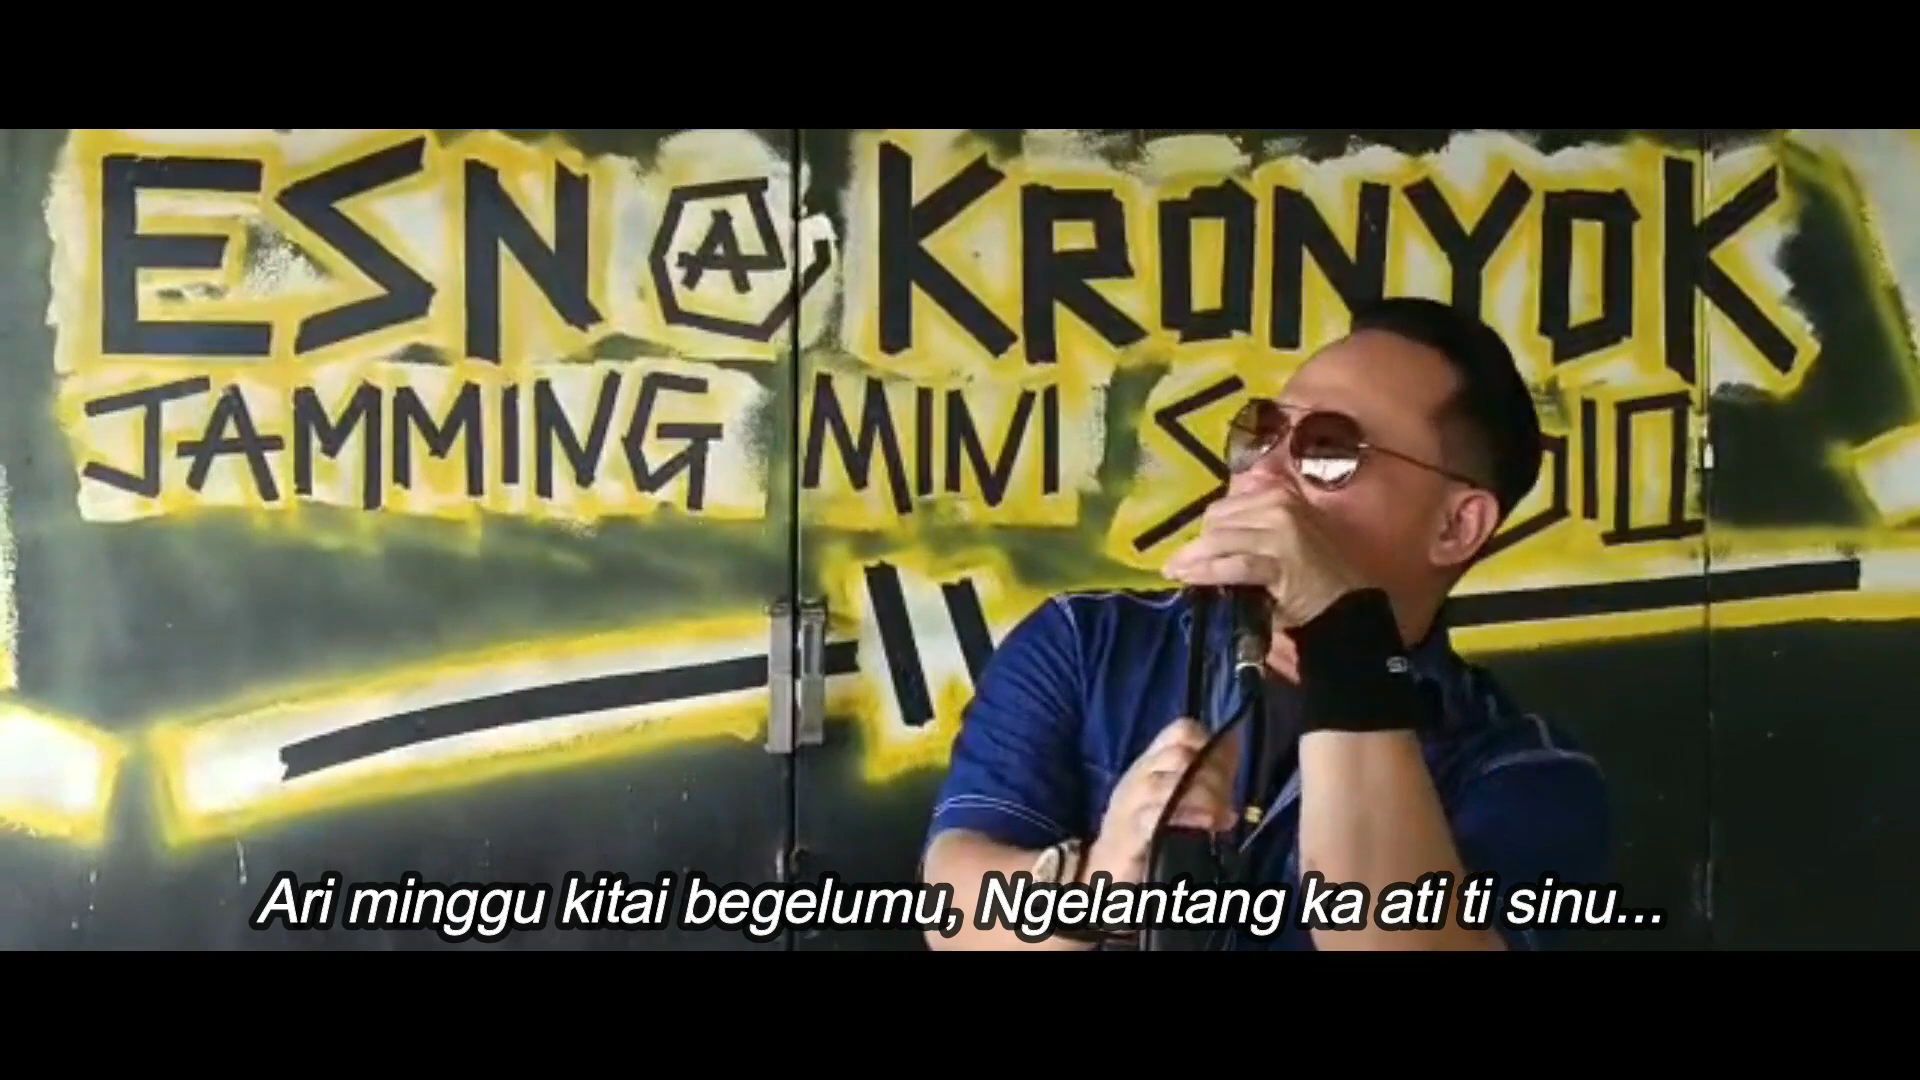 ESN @ KRONYOK
JAMMING MINI
Ari minggu kitai begelumu, Ngelantang ka ati ti sinu...